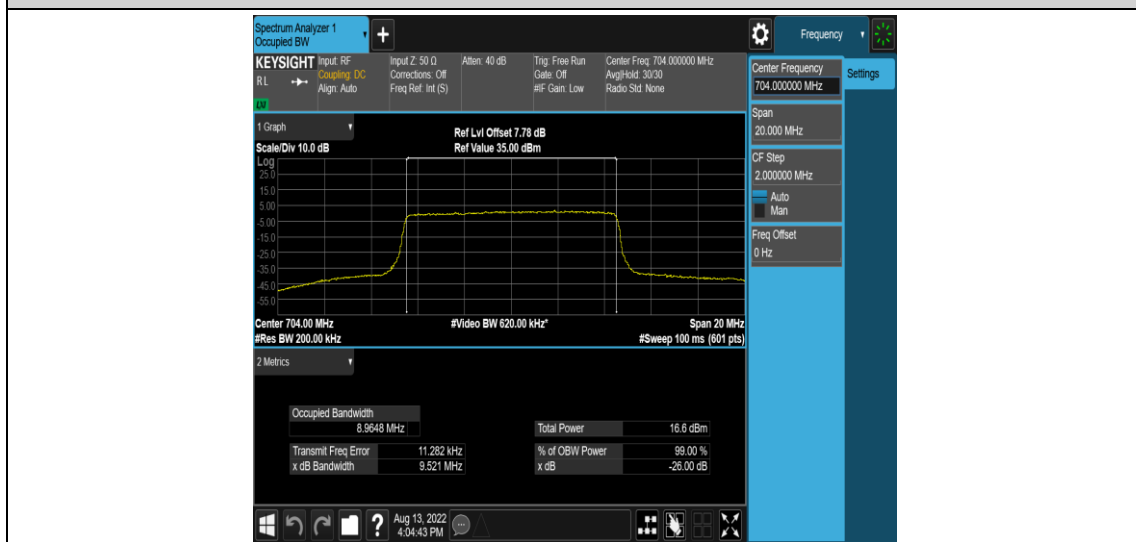 Spectrum Analyzer 1
Occupied BW
+
Frequency
KEYSIGHT
Input: RF
Coupling: DC
Align: Auto
Input Z: 50 Ω
Corrections: Off
Freq Ref: Int (S)
Atten: 40 dB
Trig: Free Run
Gate: Off
#IF Gain: Low
Center Freq: 704.000000 MHz
Avg|Hold: 30/30
Radio Std: None
R L
LXI
Center Frequency
704.000000 MHz
Settings
Span
20.000 MHz
CF Step
2.000000 MHz
Auto
Man
Freq Offset
0 Hz
1 Graph
Ref Lvl Offset 7.78 dB
Scale/Div 10.0 dB
Ref Value 35.00 dBm
Log
25.0
15.0
5.00
-5.00
-15.0
-25.0
-35.0
-45.0
-55.0
Center 704.00 MHz
#Video BW 620.00 kHz*
Span 20 MHz
#Res BW 200.00 kHz
#Sweep 100 ms (601 pts)
2 Metrics
Occupied Bandwidth
8.9648 MHz
Total Power 16.6 dBm
Transmit Freq Error 11.282 kHz
% of OBW Power 99.00 %
x dB Bandwidth 9.521 MHz
x dB -26.00 dB
?
Aug 13, 2022
4:04:43 PM